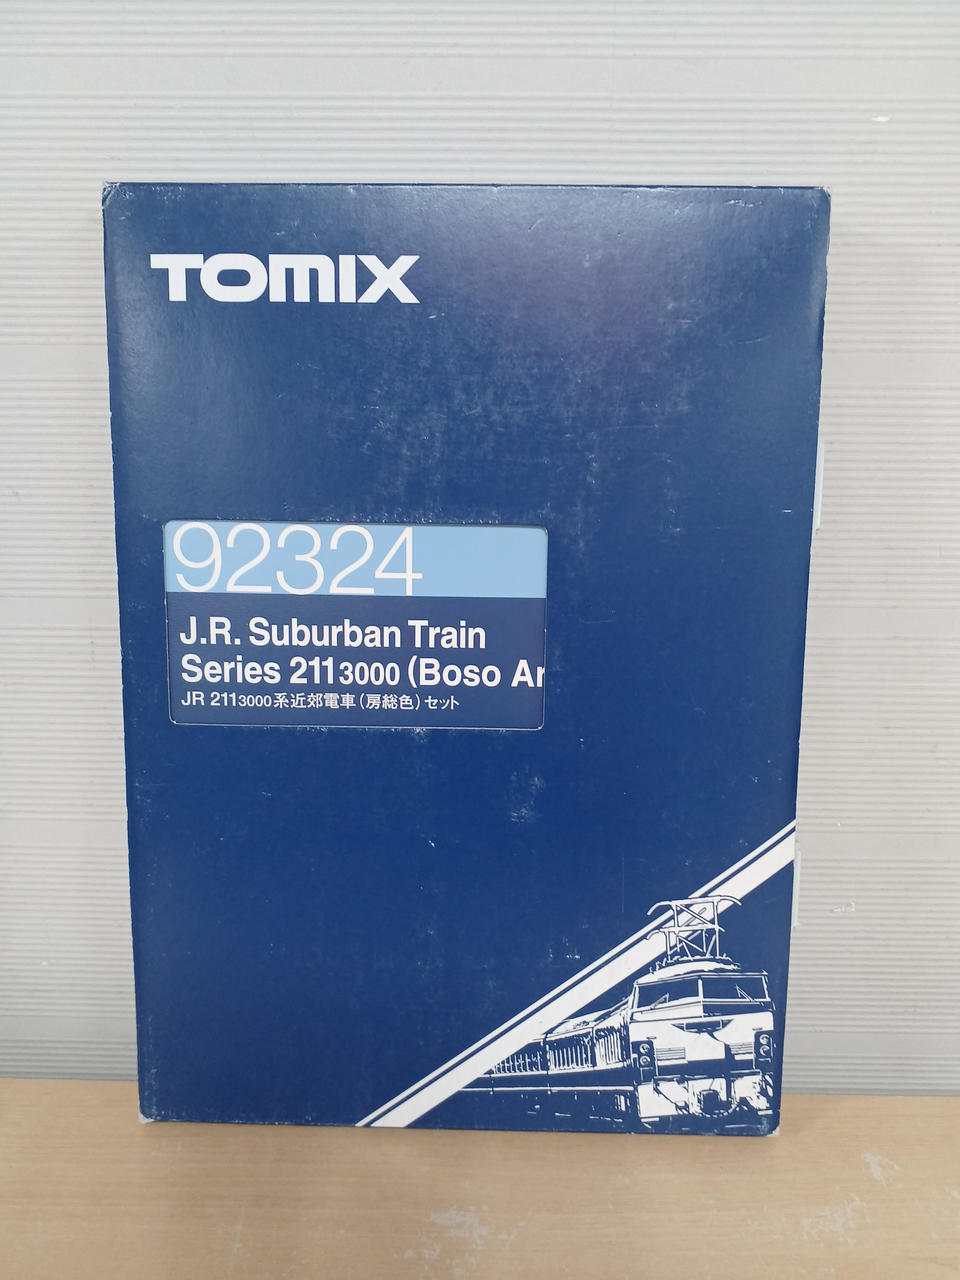 TOMIX
92324
J.R. Suburban Train
Series 211 3000 (Boso Ar
JR 211 3000系近郊電車(房総色)セット